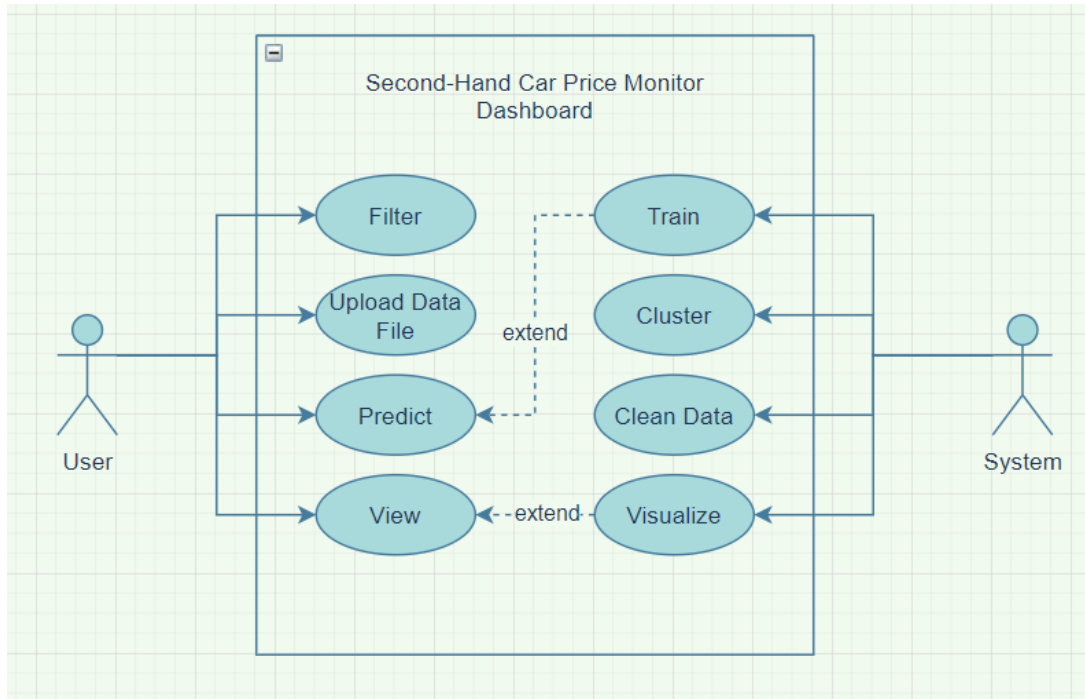 Second-Hand Car Price Monitor
Dashboard
Filter
Train
Upload Data
File
Cluster
extend
Predict
Clean Data
User
System
View
extend
Visualize